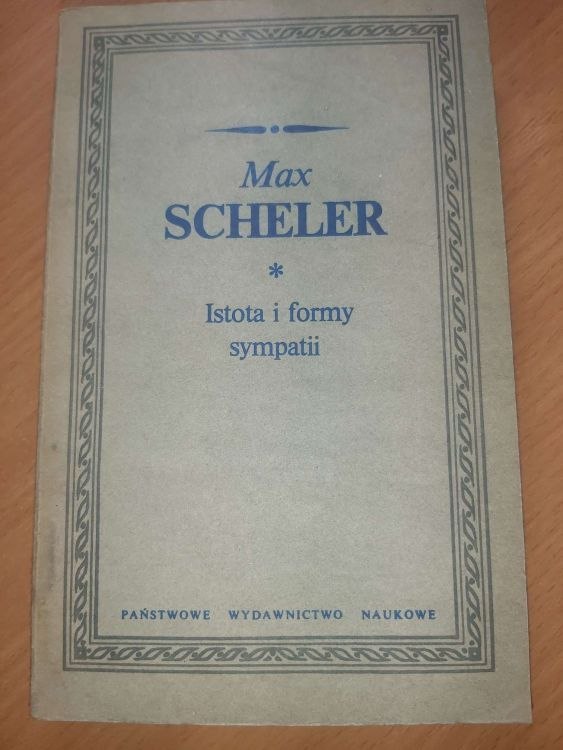 Max
SCHELER
*
Istota i formy
sympatii
PAŃSTWOWE WYDAWNICTWO NAUKOWE